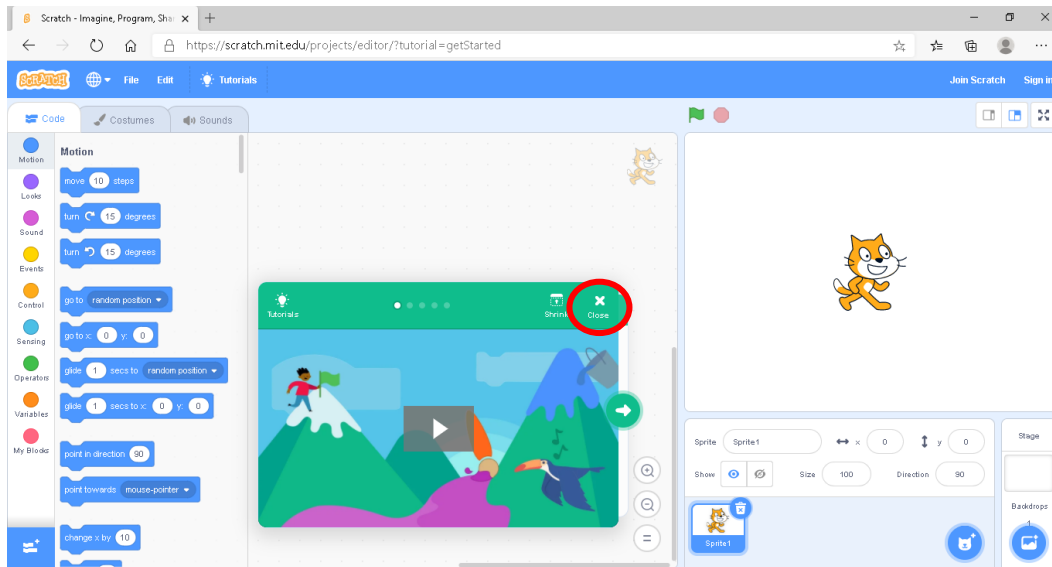 Scratch - Imagine, Program, Sha
https://scratch.mit.edu/projects/editor/?tutorial=getStarted
SCRATCH File Edit Tutorials Join Scratch Sign in
Code Costumes Sounds
Motion
Looks
Sound
Events
Control
Sensing
Operators
Variables
My Blocks
Motion
move 10 steps
turn 15 degrees
turn 15 degrees
go to random position
go to x: 0 y: 0
glide 1 secs to random position
glide 1 secs to x: 0 y: 0
point in direction 90
point towards mouse-pointer
change x by 10
Tutorials Shrink Close
Sprite Sprite1 x 0 y 0
Show Size 100 Direction 90
Sprite1
Stage
Backdrops
1